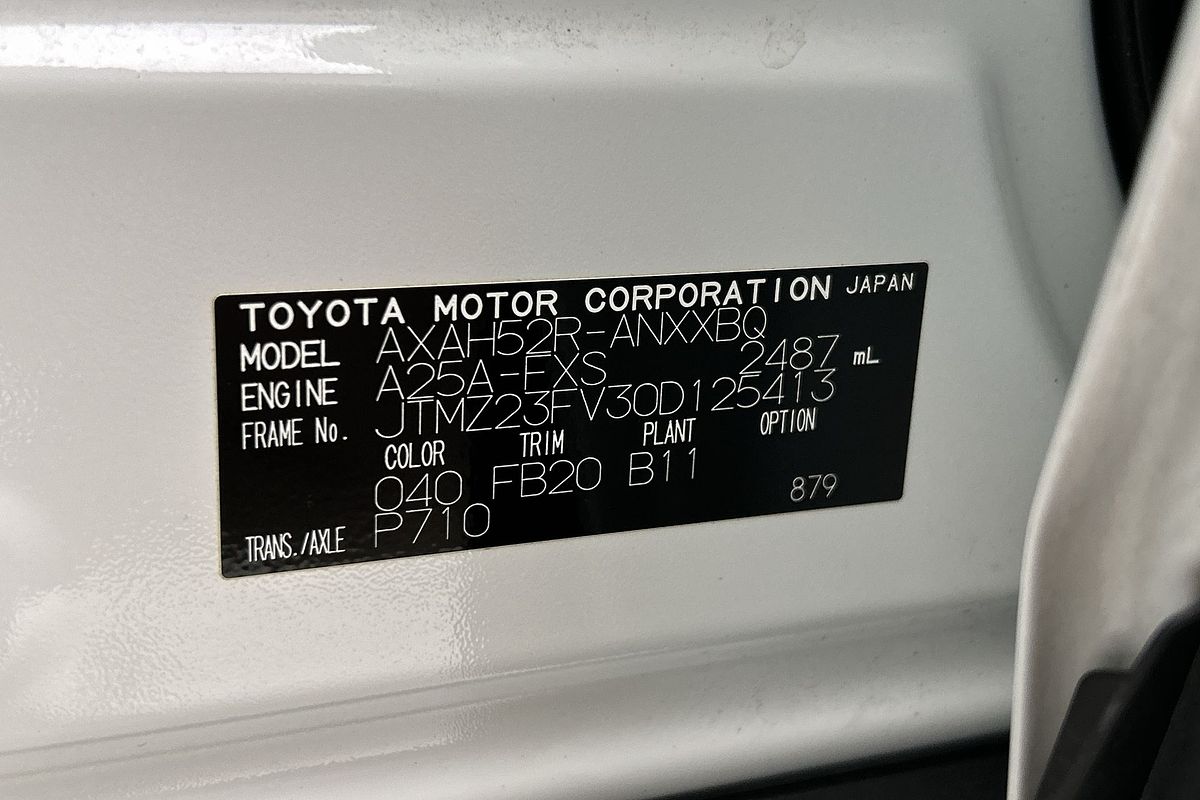 TOYOTA MOTOR CORPORATION JAPAN
MODEL AXAH52R-ANXXBQ
ENGINE A25A-FXS 2487 mL
FRAME No. JTMZ23FV30D125413
COLOR TRIM PLANT OPTION
040 FB20 B11
879
TRANS./AXLE P710